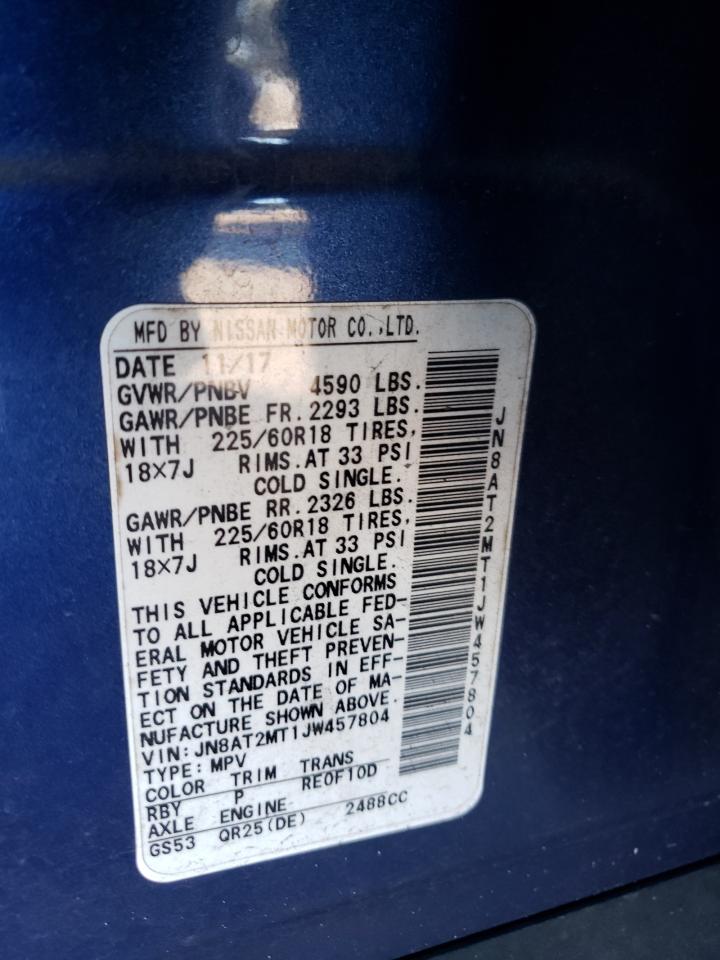 MFD BY NISSAN MOTOR CO.,LTD.
DATE 11/17
GVWR/PNBV 4590 LBS.
GAWR/PNBE FR. 2293 LBS.
WITH 225/60R18 TIRES,
18×7J RIMS.AT 33 PSI
COLD SINGLE.
GAWR/PNBE RR. 2326 LBS.
WITH 225/60R18 TIRES,
18×7J RIMS.AT 33 PSI
COLD SINGLE.
THIS VEHICLE CONFORMS
TO ALL APPLICABLE FED-
ERAL MOTOR VEHICLE SA-
FETY AND THEFT PREVEN-
TION STANDARDS IN EFF-
ECT ON THE DATE OF MA-
NUFACTURE SHOWN ABOVE.
VIN:JN8AT2MT1JW457804
TYPE:MPV
COLOR TRIM TRANS
RBY P RE0F10D
AXLE ENGINE
GS53 QR25(DE) 2488CC
JN8AT2MT1JW457804